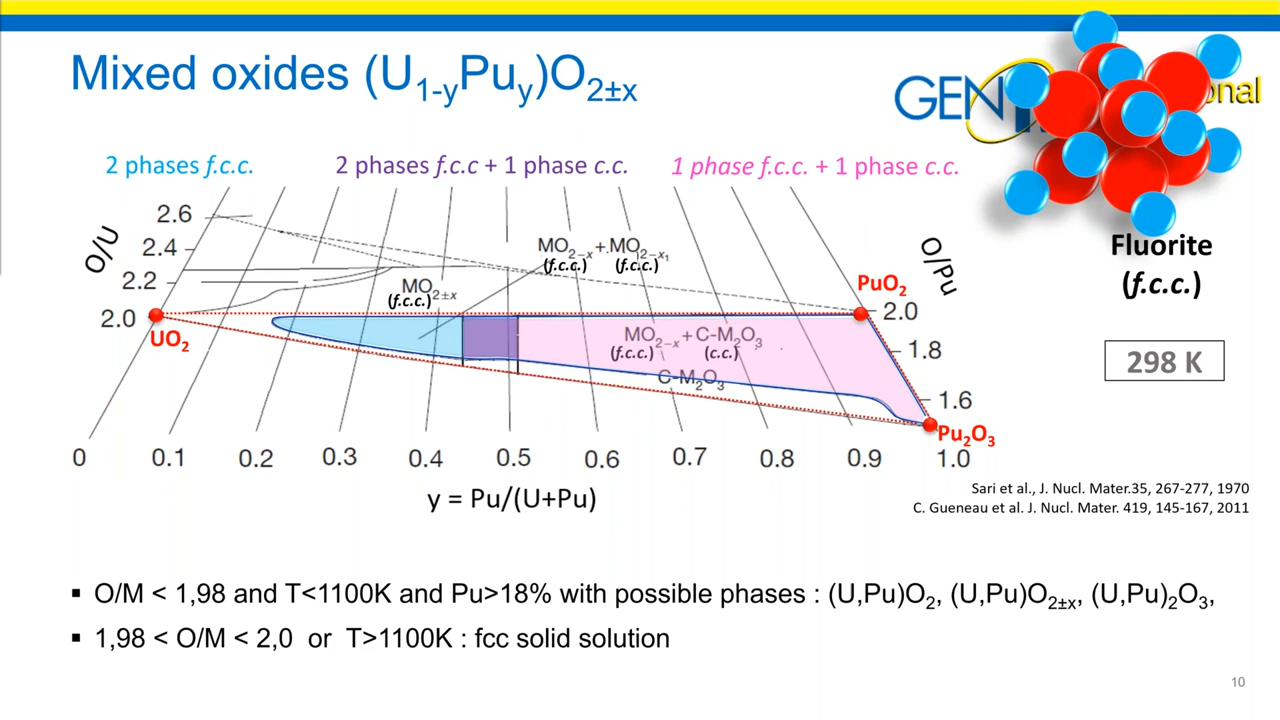 Mixed oxides (U1-yPuy)O2±x
GEN
onal
2 phases f.c.c.
2 phases f.c.c + 1 phase c.c.
1 phase f.c.c. + 1 phase c.c.
O/U
2.6
2.4
2.2
2.0
UO2
MO2±x
(f.c.c.)
MO2-x+MO2-x1
(f.c.c.) (f.c.c.)
MO2-x+C-M2O3
(f.c.c.) (c.c.)
C-M2O3
PuO2
O/Pu
2.0
1.8
1.6
Pu2O3
0 0.1 0.2 0.3 0.4 0.5 0.6 0.7 0.8 0.9 1.0
y = Pu/(U+Pu)
Fluorite
(f.c.c.)
298 K
Sari et al., J. Nucl. Mater.35, 267-277, 1970
C. Gueneau et al. J. Nucl. Mater. 419, 145-167, 2011
▪ O/M < 1,98 and T<1100K and Pu>18% with possible phases : (U,Pu)O2, (U,Pu)O2±x, (U,Pu)2O3,
▪ 1,98 < O/M < 2,0 or T>1100K : fcc solid solution
10